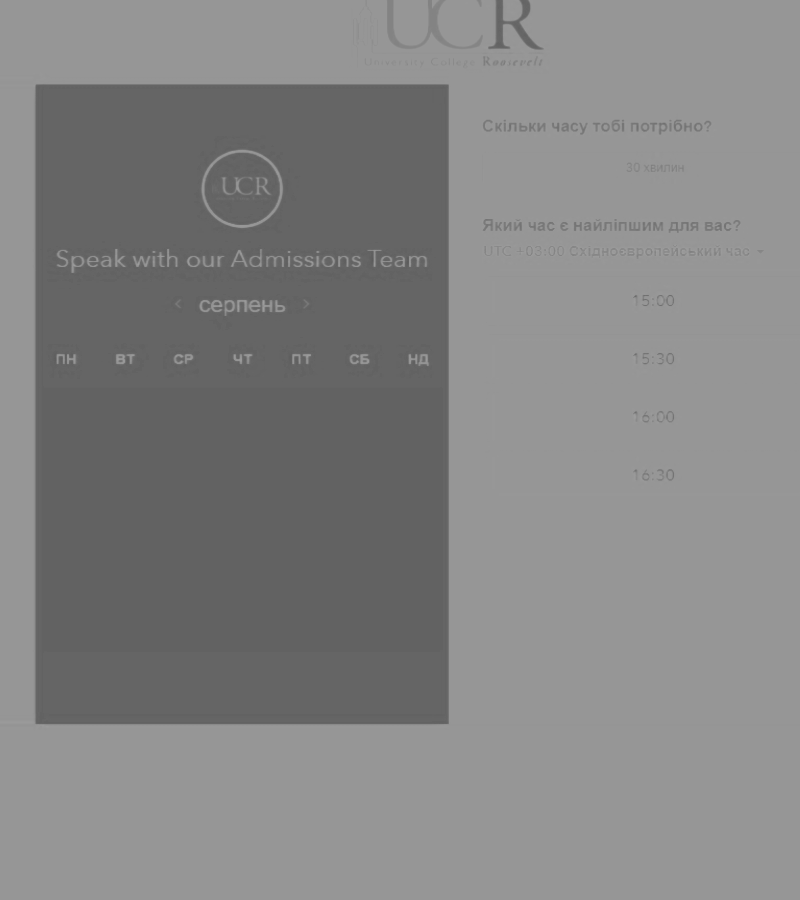 UCR
University College Roosevelt
UCR
Speak with our Admissions Team
‹ серпень ›
ПН ВТ СР ЧТ ПТ СБ НД
Скільки часу тобі потрібно?
30 хвилин
Який час є найліпшим для вас?
UTC +03:00 Східноєвропейський час
15:00
15:30
16:00
16:30